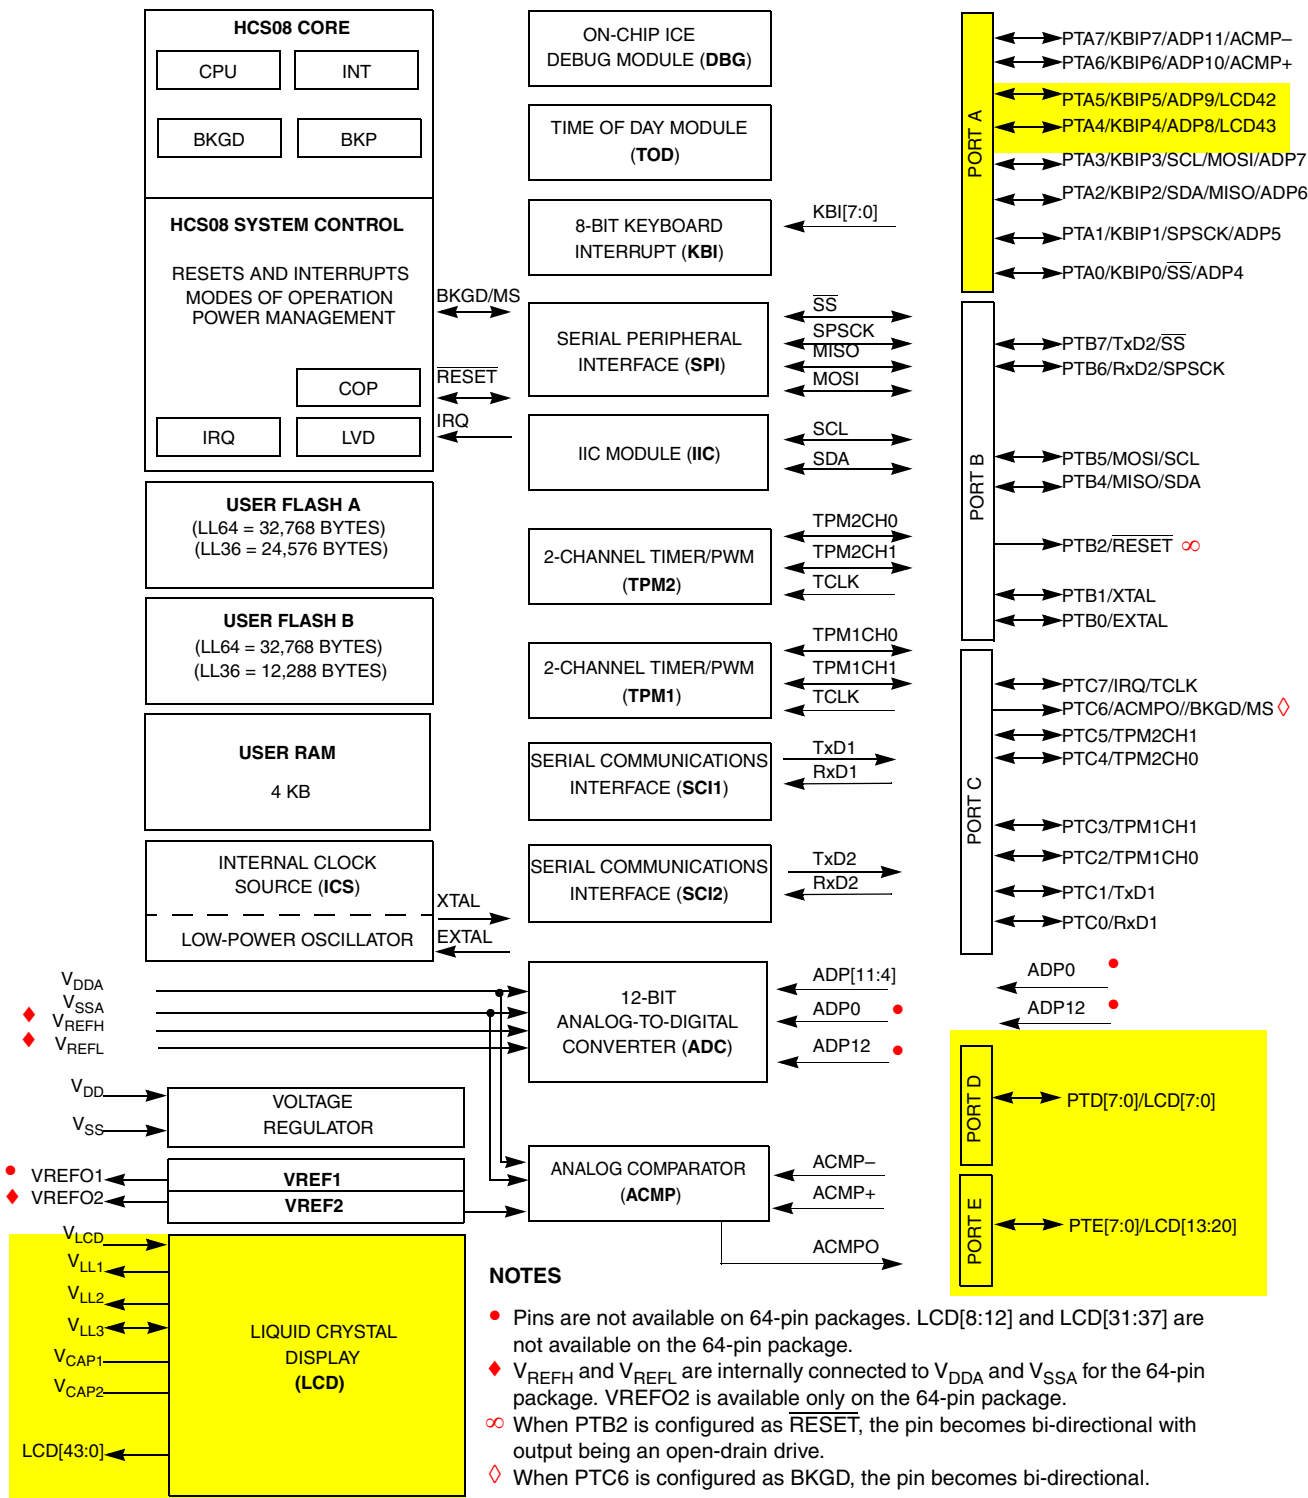 HCS08 CORE
CPU
INT
BKGD
BKP
HCS08 SYSTEM CONTROL
RESETS AND INTERRUPTS
MODES OF OPERATION
POWER MANAGEMENT
COP
IRQ
LVD
BKGD/MS
RESET
IRQ
USER FLASH A
(LL64 = 32,768 BYTES)
(LL36 = 24,576 BYTES)
USER FLASH B
(LL64 = 32,768 BYTES)
(LL36 = 12,288 BYTES)
USER RAM
4 KB
INTERNAL CLOCK
SOURCE (ICS)
LOW-POWER OSCILLATOR
XTAL
EXTAL
VDDA
VSSA
♦ VREFH
♦ VREFL
VDD
VSS
VOLTAGE
REGULATOR
• VREFO1
♦ VREFO2
VREF1
VREF2
VLCD
VLL1
VLL2
VLL3
VCAP1
VCAP2
LCD[43:0]
LIQUID CRYSTAL
DISPLAY
(LCD)
ON-CHIP ICE
DEBUG MODULE (DBG)
TIME OF DAY MODULE
(TOD)
8-BIT KEYBOARD
INTERRUPT (KBI)
KBI[7:0]
SERIAL PERIPHERAL
INTERFACE (SPI)
SS
SPSCK
MISO
MOSI
IIC MODULE (IIC)
SCL
SDA
2-CHANNEL TIMER/PWM
(TPM2)
TPM2CH0
TPM2CH1
TCLK
2-CHANNEL TIMER/PWM
(TPM1)
TPM1CH0
TPM1CH1
TCLK
SERIAL COMMUNICATIONS
INTERFACE (SCI1)
TxD1
RxD1
SERIAL COMMUNICATIONS
INTERFACE (SCI2)
TxD2
RxD2
12-BIT
ANALOG-TO-DIGITAL
CONVERTER (ADC)
ADP[11:4]
ADP0 •
ADP12 •
ANALOG COMPARATOR
(ACMP)
ACMP–
ACMP+
ACMPO
PORT A
PTA7/KBIP7/ADP11/ACMP–
PTA6/KBIP6/ADP10/ACMP+
PTA5/KBIP5/ADP9/LCD42
PTA4/KBIP4/ADP8/LCD43
PTA3/KBIP3/SCL/MOSI/ADP7
PTA2/KBIP2/SDA/MISO/ADP6
PTA1/KBIP1/SPSCK/ADP5
PTA0/KBIP0/SS/ADP4
PORT B
PTB7/TxD2/SS
PTB6/RxD2/SPSCK
PTB5/MOSI/SCL
PTB4/MISO/SDA
PTB2/RESET ∞
PTB1/XTAL
PTB0/EXTAL
PORT C
PTC7/IRQ/TCLK
PTC6/ACMPO//BKGD/MS ◊
PTC5/TPM2CH1
PTC4/TPM2CH0
PTC3/TPM1CH1
PTC2/TPM1CH0
PTC1/TxD1
PTC0/RxD1
ADP0 •
ADP12 •
PORT D
PTD[7:0]/LCD[7:0]
PORT E
PTE[7:0]/LCD[13:20]
NOTES
• Pins are not available on 64-pin packages. LCD[8:12] and LCD[31:37] are
not available on the 64-pin package.
♦ VREFH and VREFL are internally connected to VDDA and VSSA for the 64-pin
package. VREFO2 is available only on the 64-pin package.
∞ When PTB2 is configured as RESET, the pin becomes bi-directional with
output being an open-drain drive.
◊ When PTC6 is configured as BKGD, the pin becomes bi-directional.